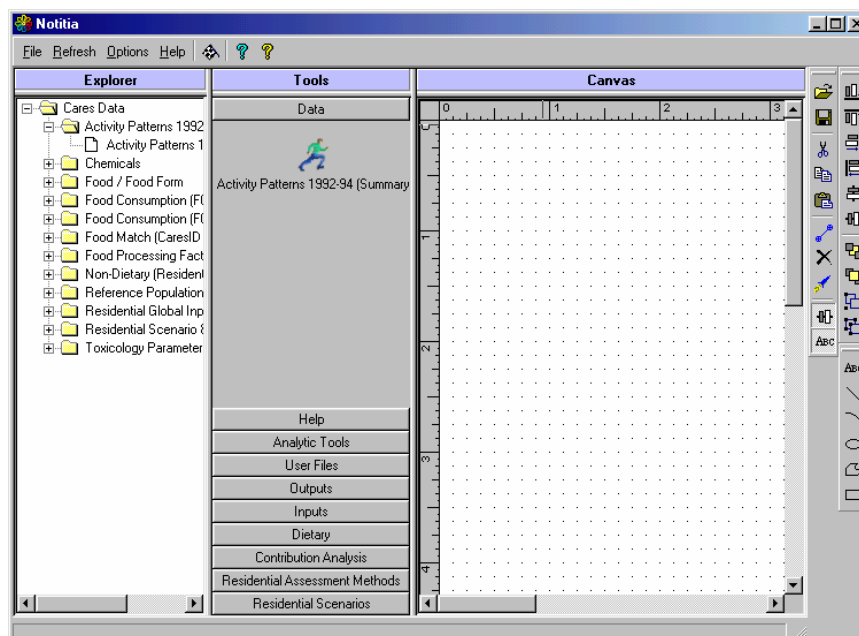 Notitia
File Refresh Options Help
Explorer
Tools
Canvas
Cares Data
Activity Patterns 1992
Activity Patterns 1
Chemicals
Food / Food Form
Food Consumption (F
Food Consumption (F
Food Match (CaresID
Food Processing Fact
Non-Dietary (Resident
Reference Population
Residential Global Inp
Residential Scenario &
Toxicology Parameter
Data
Activity Patterns 1992-94 (Summary
Help
Analytic Tools
User Files
Outputs
Inputs
Dietary
Contribution Analysis
Residential Assessment Methods
Residential Scenarios
0 1 2 3
1
2
3
4
ABC
ABC